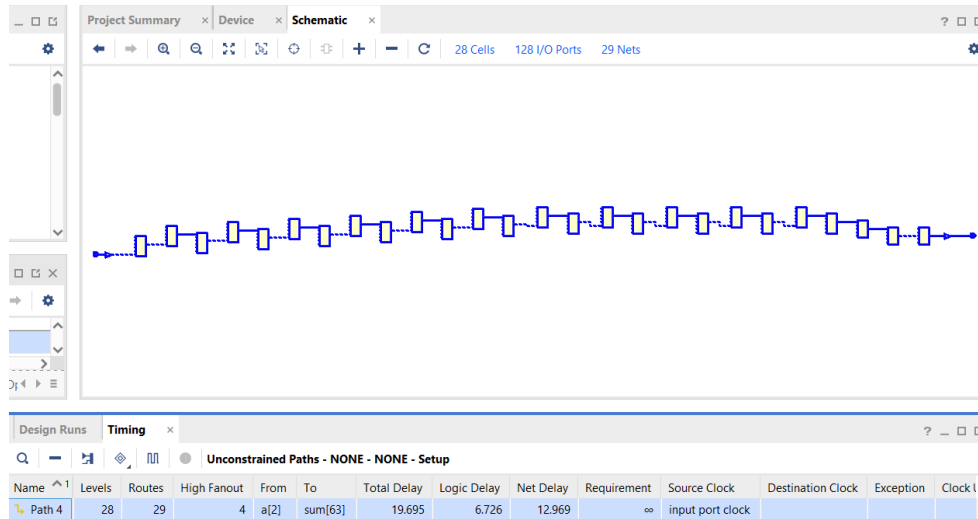 Project Summary × Device × Schematic × ?
28 Cells 128 I/O Ports 29 Nets
Design Runs Timing × ?
Unconstrained Paths - NONE - NONE - Setup
Name 1 Levels Routes High Fanout From To Total Delay Logic Delay Net Delay Requirement Source Clock Destination Clock Exception Clock
Path 4 28 29 4 a[2] sum[63] 19.695 6.726 12.969 ∞ input port clock